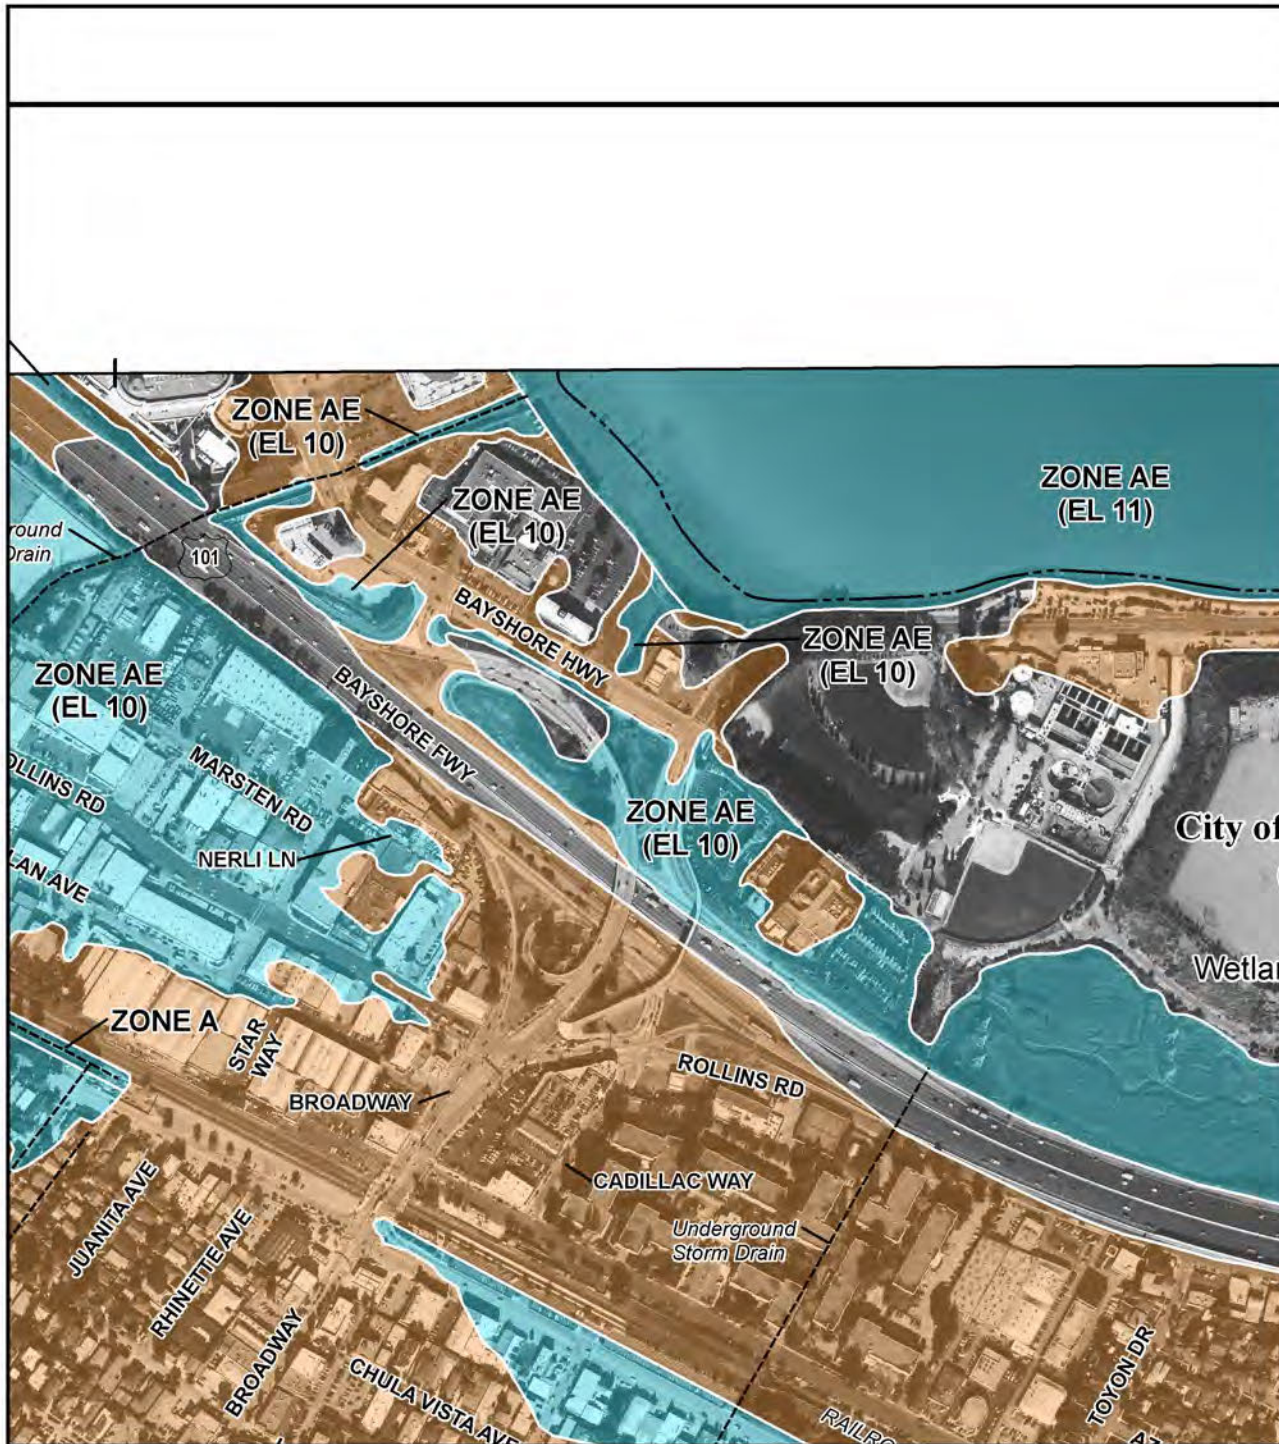 ZONE AE
(EL 10)
ZONE AE
(EL 11)
ZONE AE
(EL 10)
round
Drain
101
BAYSHORE HWY
ZONE AE
(EL 10)
ZONE AE
(EL 10)
BAYSHORE FWY
MARSTEN RD
OLLINS RD
ZONE AE
(EL 10)
City of
NERLI LN
LAN AVE
Wetlan
ZONE A
STAR
WAY
ROLLINS RD
BROADWAY
CADILLAC WAY
JUANITA AVE
RHINETTE AVE
Underground
Storm Drain
BROADWAY
CHULA VISTA AVE
TOYON DR
RAILRO
AZ